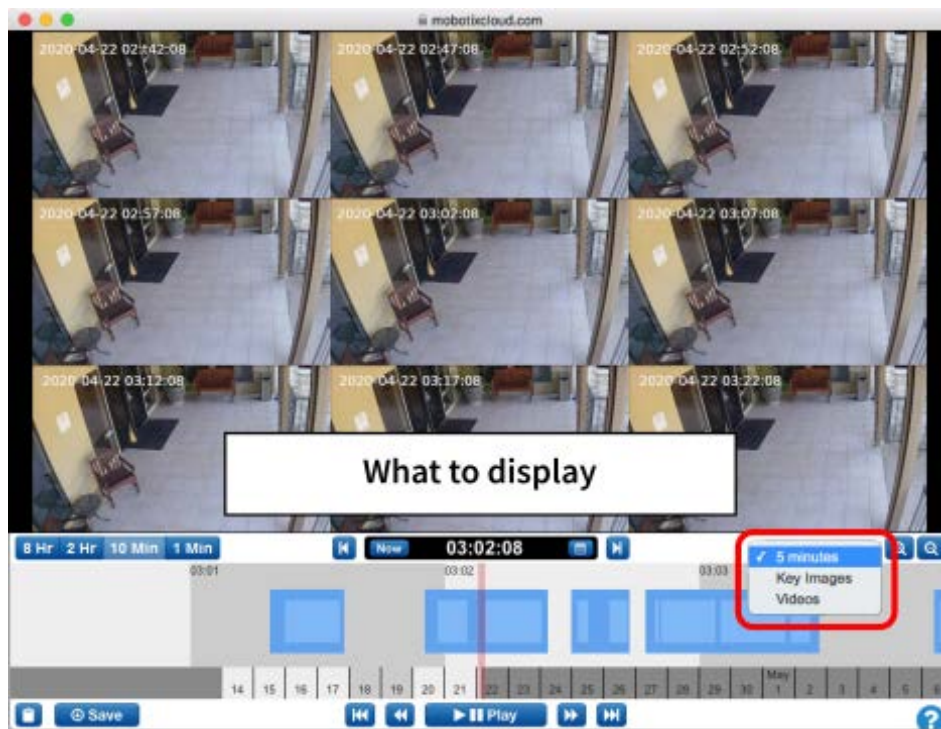 mobotixcloud.com
2020-04-22 02:42:08
2020-04-22 02:47:08
2020-04-22 02:52:08
2020-04-22 02:57:08
2020-04-22 03:02:08
2020-04-22 03:07:08
2020-04-22 03:12:08
2020-04-22 03:17:08
2020-04-22 03:22:08
What to display
8 Hr 2 Hr 10 Min 1 Min
Now 03:02:08
✓ 5 minutes
Key Images
Videos
03:01 03:02 03:03
May
14 15 16 17 18 19 20 21 22 23 24 25 26 27 28 29 30 1 2 3 4 5
Save
Play
?